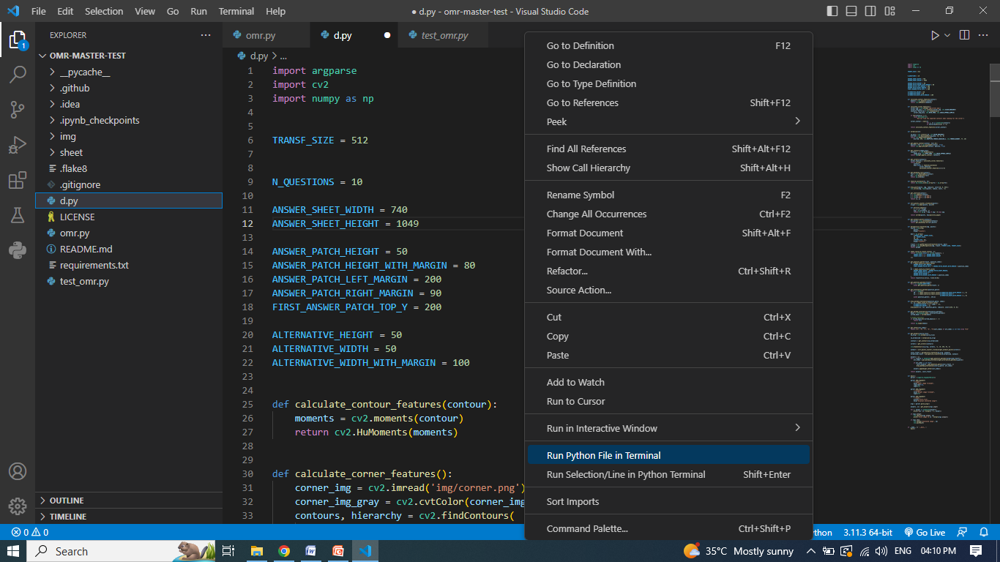 File Edit Selection View Go Run Terminal Help
● d.py - omr-master-test - Visual Studio Code
EXPLORER
OMR-MASTER-TEST
__pycache__
.github
.idea
.ipynb_checkpoints
img
sheet
.flake8
.gitignore
d.py
LICENSE
omr.py
README.md
requirements.txt
test_omr.py
OUTLINE
TIMELINE
1
omr.py d.py test_omr.py
d.py > ...
1 import argparse
2 import cv2
3 import numpy as np
4
5
6 TRANSF_SIZE = 512
7
8
9 N_QUESTIONS = 10
10
11 ANSWER_SHEET_WIDTH = 740
12 ANSWER_SHEET_HEIGHT = 1049
13
14 ANSWER_PATCH_HEIGHT = 50
15 ANSWER_PATCH_HEIGHT_WITH_MARGIN = 80
16 ANSWER_PATCH_LEFT_MARGIN = 200
17 ANSWER_PATCH_RIGHT_MARGIN = 90
18 FIRST_ANSWER_PATCH_TOP_Y = 200
19
20 ALTERNATIVE_HEIGHT = 50
21 ALTERNATIVE_WIDTH = 50
22 ALTERNATIVE_WIDTH_WITH_MARGIN = 100
23
24
25 def calculate_contour_features(contour):
26 moments = cv2.moments(contour)
27 return cv2.HuMoments(moments)
28
29
30 def calculate_corner_features():
31 corner_img = cv2.imread('img/corner.png')
32 corner_img_gray = cv2.cvtColor(corner_img
33 contours, hierarchy = cv2.findContours(
Go to Definition F12
Go to Declaration
Go to Type Definition
Go to References Shift+F12
Peek
Find All References Shift+Alt+F12
Show Call Hierarchy Shift+Alt+H
Rename Symbol F2
Change All Occurrences Ctrl+F2
Format Document Shift+Alt+F
Format Document With...
Refactor... Ctrl+Shift+R
Source Action...
Cut Ctrl+X
Copy Ctrl+C
Paste Ctrl+V
Add to Watch
Run to Cursor
Run in Interactive Window
Run Python File in Terminal
Run Selection/Line in Python Terminal Shift+Enter
Sort Imports
Command Palette... Ctrl+Shift+P
0 0 thon 3.11.3 64-bit Go Live
Search 35°C Mostly sunny ENG 04:10 PM